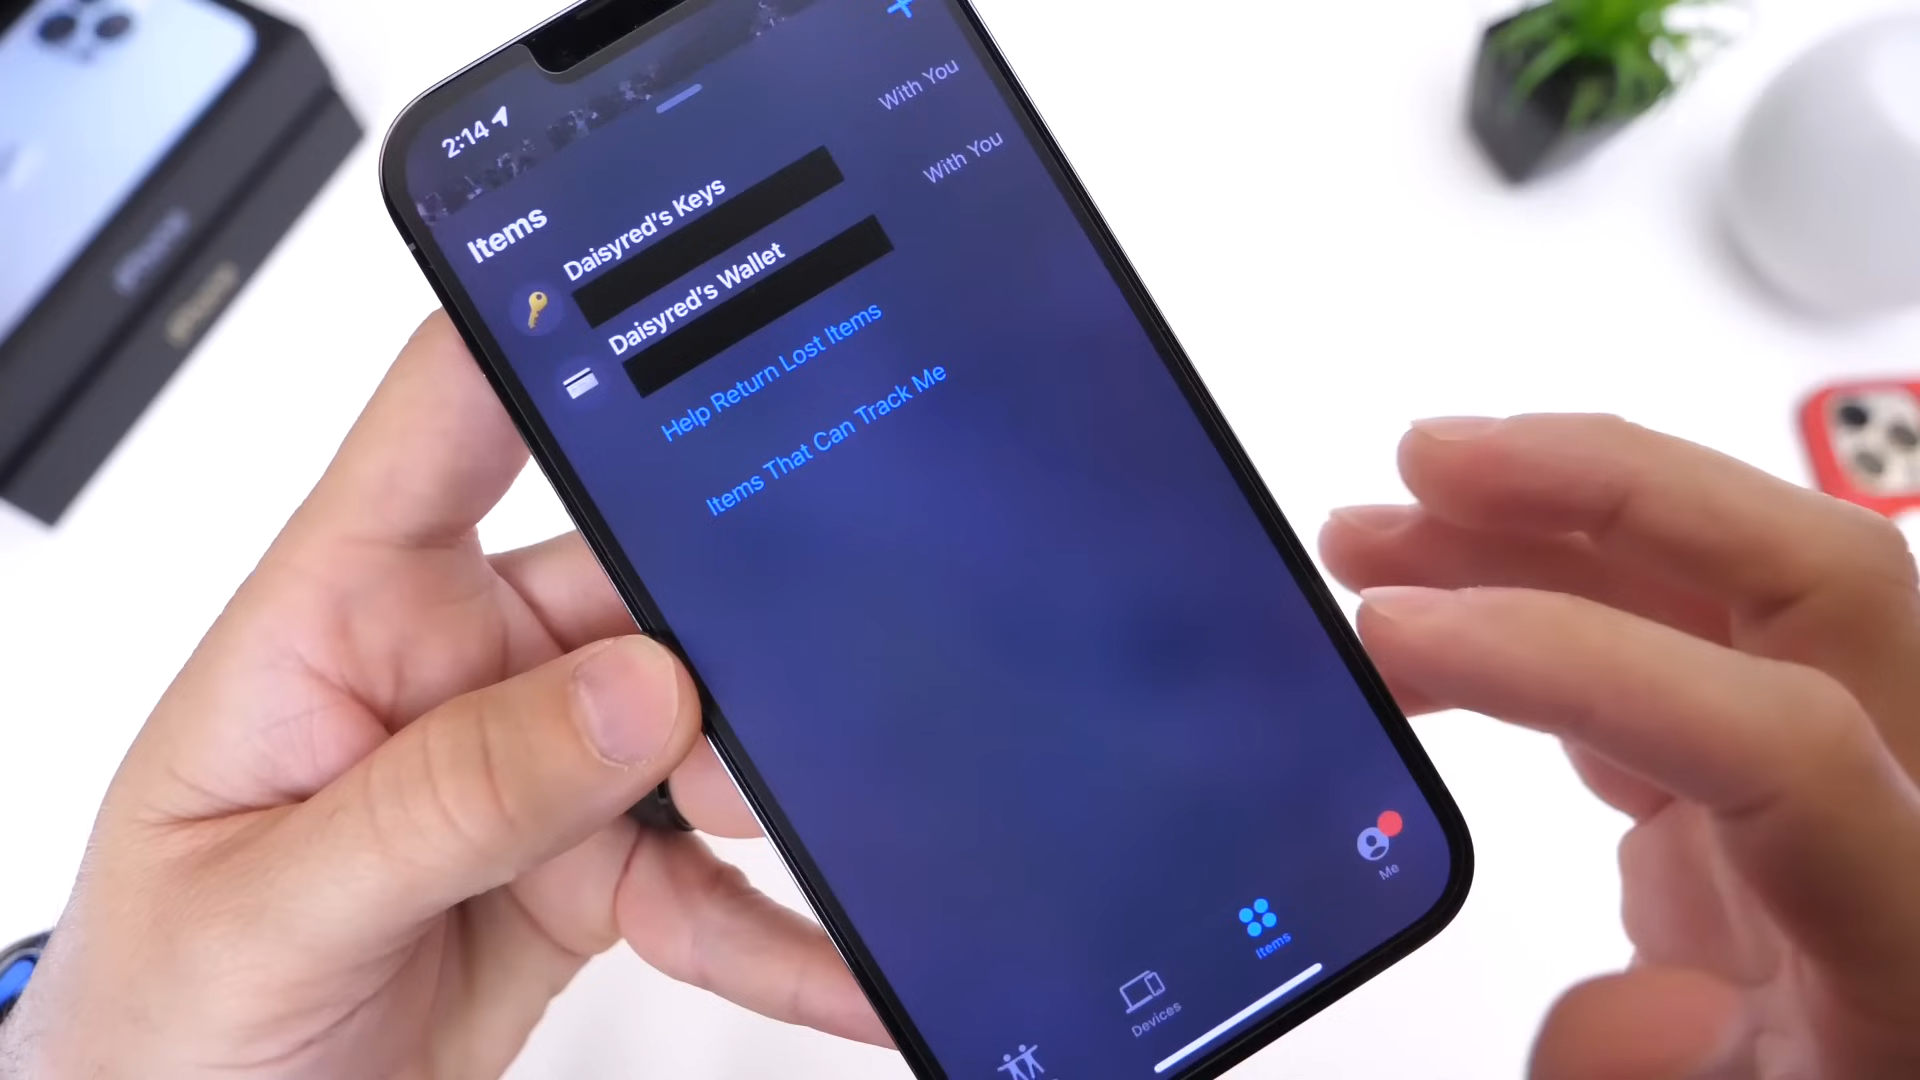 2:14
Items
Daisyred's Keys
With You
Daisyred's Wallet
With You
Help Return Lost Items
Items That Can Track Me
Devices
Items
Me
iPhone